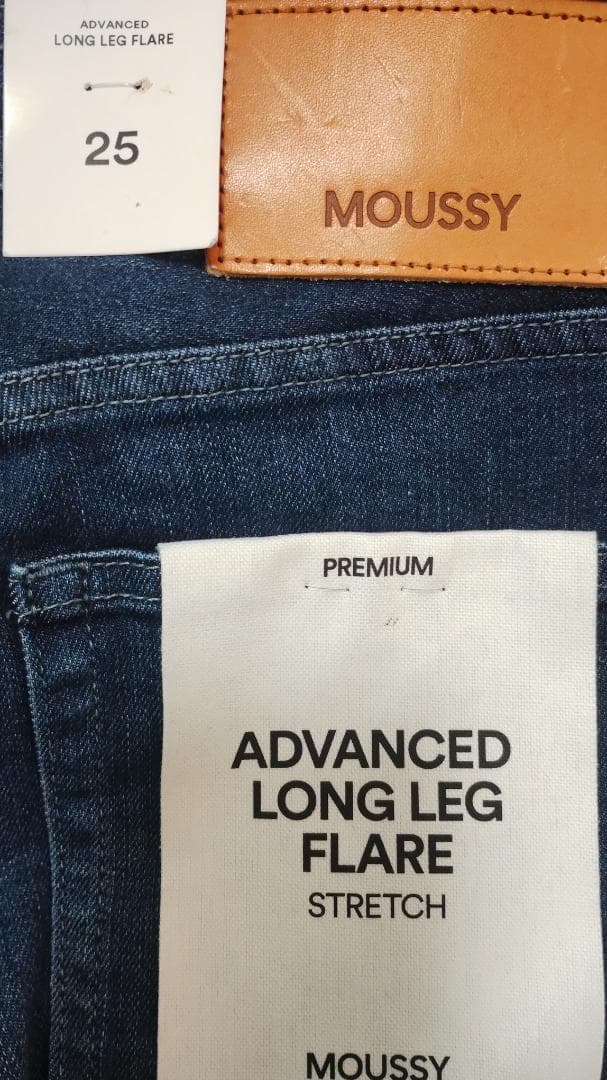 ADVANCED
LONG LEG FLARE
25
MOUSSY
PREMIUM
ADVANCED
LONG LEG
FLARE
STRETCH
MOUSSY